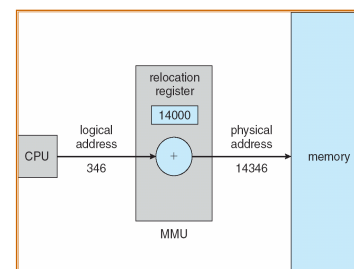 relocation
register
14000
logical
address
physical
address
CPU
+
memory
346
14346
MMU